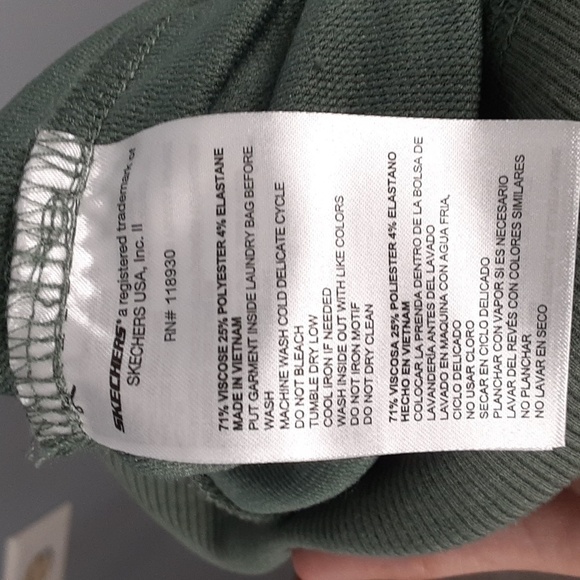 SKECHERS® a registered trademark of
SKECHERS USA, Inc. II
RN# 118930
71% VISCOSE 25% POLYESTER 4% ELASTANE
MADE IN VIETNAM
PUT GARMENT INSIDE LAUNDRY BAG BEFORE
WASH
MACHINE WASH COLD DELICATE CYCLE
DO NOT BLEACH
TUMBLE DRY LOW
COOL IRON IF NEEDED
WASH INSIDE OUT WITH LIKE COLORS
DO NOT IRON MOTIF
DO NOT DRY CLEAN
71% VISCOSA 25% POLIESTER 4% ELASTANO
HECHO EN VIETNAM
COLOCAR LA PRENDA DENTRO DE LA BOLSA DE
LAVANDERÍA ANTES DEL LAVADO
LAVADO EN MAQUINA CON AGUA FRIA,
CICLO DELICADO
NO USAR CLORO
SECAR EN CICLO DELICADO
PLANCHAR CON VAPOR SI ES NECESARIO
LAVAR DEL REVÉS CON COLORES SIMILARES
NO PLANCHAR
NO LAVAR EN SECO